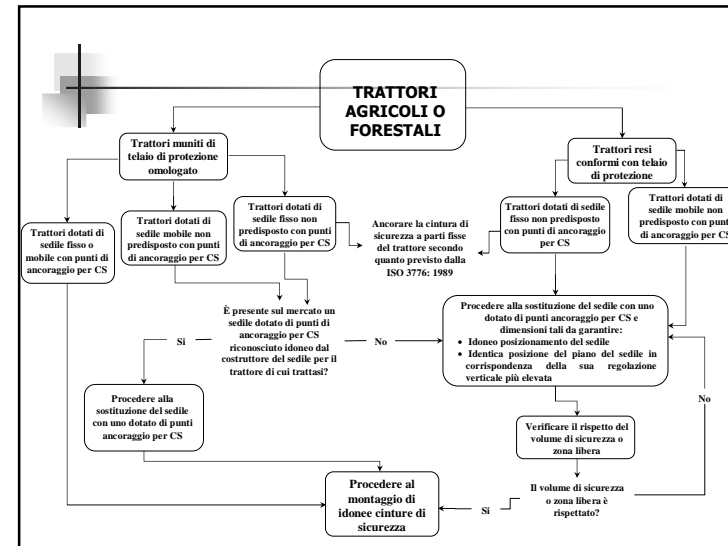 TRATTORI
AGRICOLI O
FORESTALI
Trattori muniti di
telaio di protezione
omologato
Trattori resi
conformi con telaio
di protezione
Trattori dotati di
sedile fisso o
mobile con punti di
ancoraggio per CS
Trattori dotati di
sedile mobile non
predisposto con punti
di ancoraggio per CS
Trattori dotati di
sedile fisso non
predisposto con punti
di ancoraggio per CS
Ancorare la cintura di
sicurezza a parti fisse
del trattore secondo
quanto previsto dalla
ISO 3776: 1989
Trattori dotati di sedile
fisso non predisposto
con punti di ancoraggio
per CS
Trattori dotati di
sedile mobile non
predisposto con punti
di ancoraggio per CS
È presente sul mercato un
sedile dotato di punti di
ancoraggio per CS
riconosciuto idoneo dal
costruttore del sedile per il
trattore di cui trattasi?
Si
No
Procedere alla sostituzione del sedile con uno
dotato di punti ancoraggio per CS e
dimensioni tali da garantire:
• Idoneo posizionamento del sedile
• Identica posizione del piano del sedile in
corrispondenza della sua regolazione
verticale più elevata
Procedere alla
sostituzione del sedile
con uno dotato di punti
ancoraggio per CS
No
Verificare il rispetto del
volume di sicurezza o
zona libera
Procedere al
montaggio di
idonee cinture di
sicurezza
Si
Il volume di sicurezza
o zona libera è
rispettato?